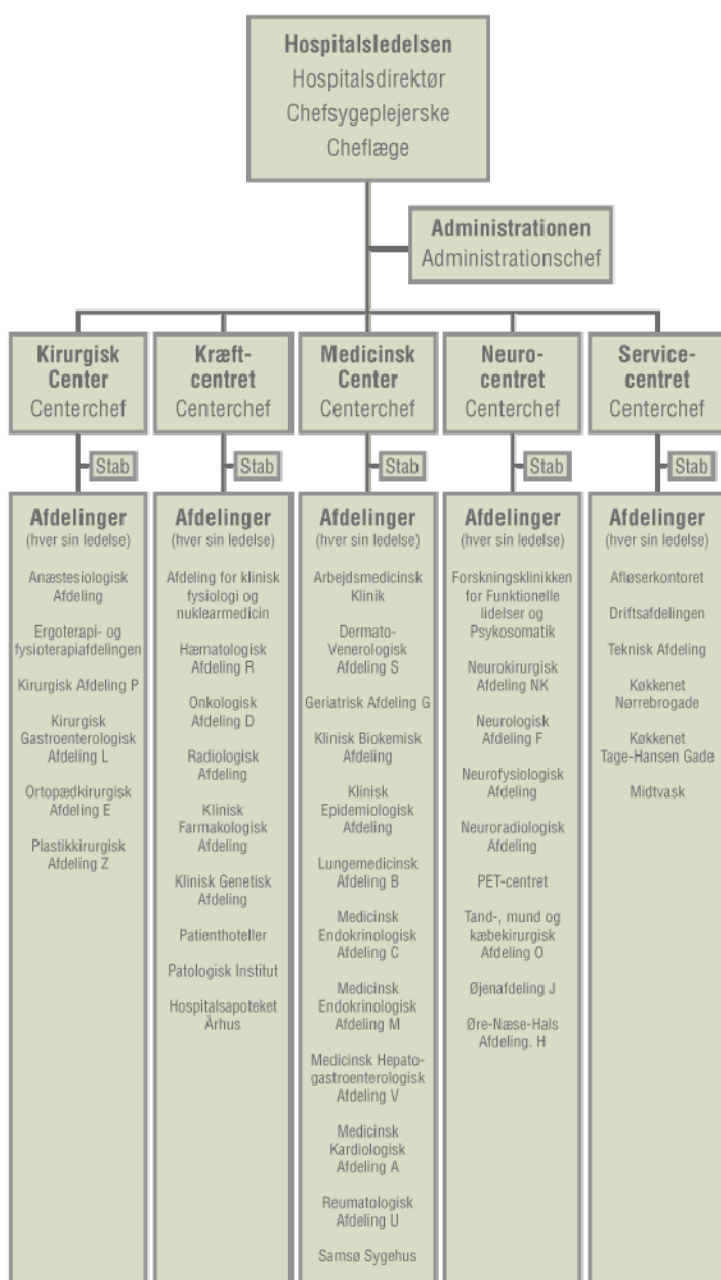 Hospitalsledelsen
Hospitalsdirektør
Chefsygeplejerske
Cheflæge
Administrationen
Administrationschef
Kirurgisk
Center
Centerchef
Stab
Afdelinger
(hver sin ledelse)
Anæstesiologisk
Afdeling
Ergoterapi- og
fysioterapiafdelingen
Kirurgisk Afdeling P
Kirurgisk
Gastroenterologisk
Afdeling L
Ortopædkirurgisk
Afdeling E
Plastikkirurgisk
Afdeling Z
Kræft-
centret
Centerchef
Stab
Afdelinger
(hver sin ledelse)
Afdeling for klinisk
fysiologi og
nuklearmedicin
Hæmatologisk
Afdeling R
Onkologisk
Afdeling D
Radiologisk
Afdeling
Klinisk
Farmakologisk
Afdeling
Klinisk Genetisk
Afdeling
Patienthoteller
Patologisk Institut
Hospitalsapoteket
Århus
Medicinsk
Center
Centerchef
Stab
Afdelinger
(hver sin ledelse)
Arbejdsmedicinsk
Klinik
Dermato-
Venerologisk
Afdeling S
Geriatrisk Afdeling G
Klinisk Biokemisk
Afdeling
Klinisk
Epidemiologisk
Afdeling
Lungemedicinsk
Afdeling B
Medicinsk
Endokrinologisk
Afdeling C
Medicinsk
Endokrinologisk
Afdeling M
Medicinsk Hepato-
gastroenterologisk
Afdeling V
Medicinsk
Kardiologisk
Afdeling A
Reumatologisk
Afdeling U
Samsø Sygehus
Neuro-
centret
Centerchef
Stab
Afdelinger
(hver sin ledelse)
Forskningsklinikken
for Funktionelle
lidelser og
Psykosomatik
Neurokirurgisk
Afdeling NK
Neurologisk
Afdeling F
Neurofysiologisk
Afdeling
Neuroradiologisk
Afdeling
PET-centret
Tand-, mund og
kæbekirurgisk
Afdeling O
Øjenafdeling J
Øre-Næse-Hals
Afdeling. H
Service-
centret
Centerchef
Stab
Afdelinger
(hver sin ledelse)
Afløserkontoret
Driftsafdelingen
Teknisk Afdeling
Køkkenet
Nørrebrogade
Køkkenet
Tage-Hansen Gade
Midtvask